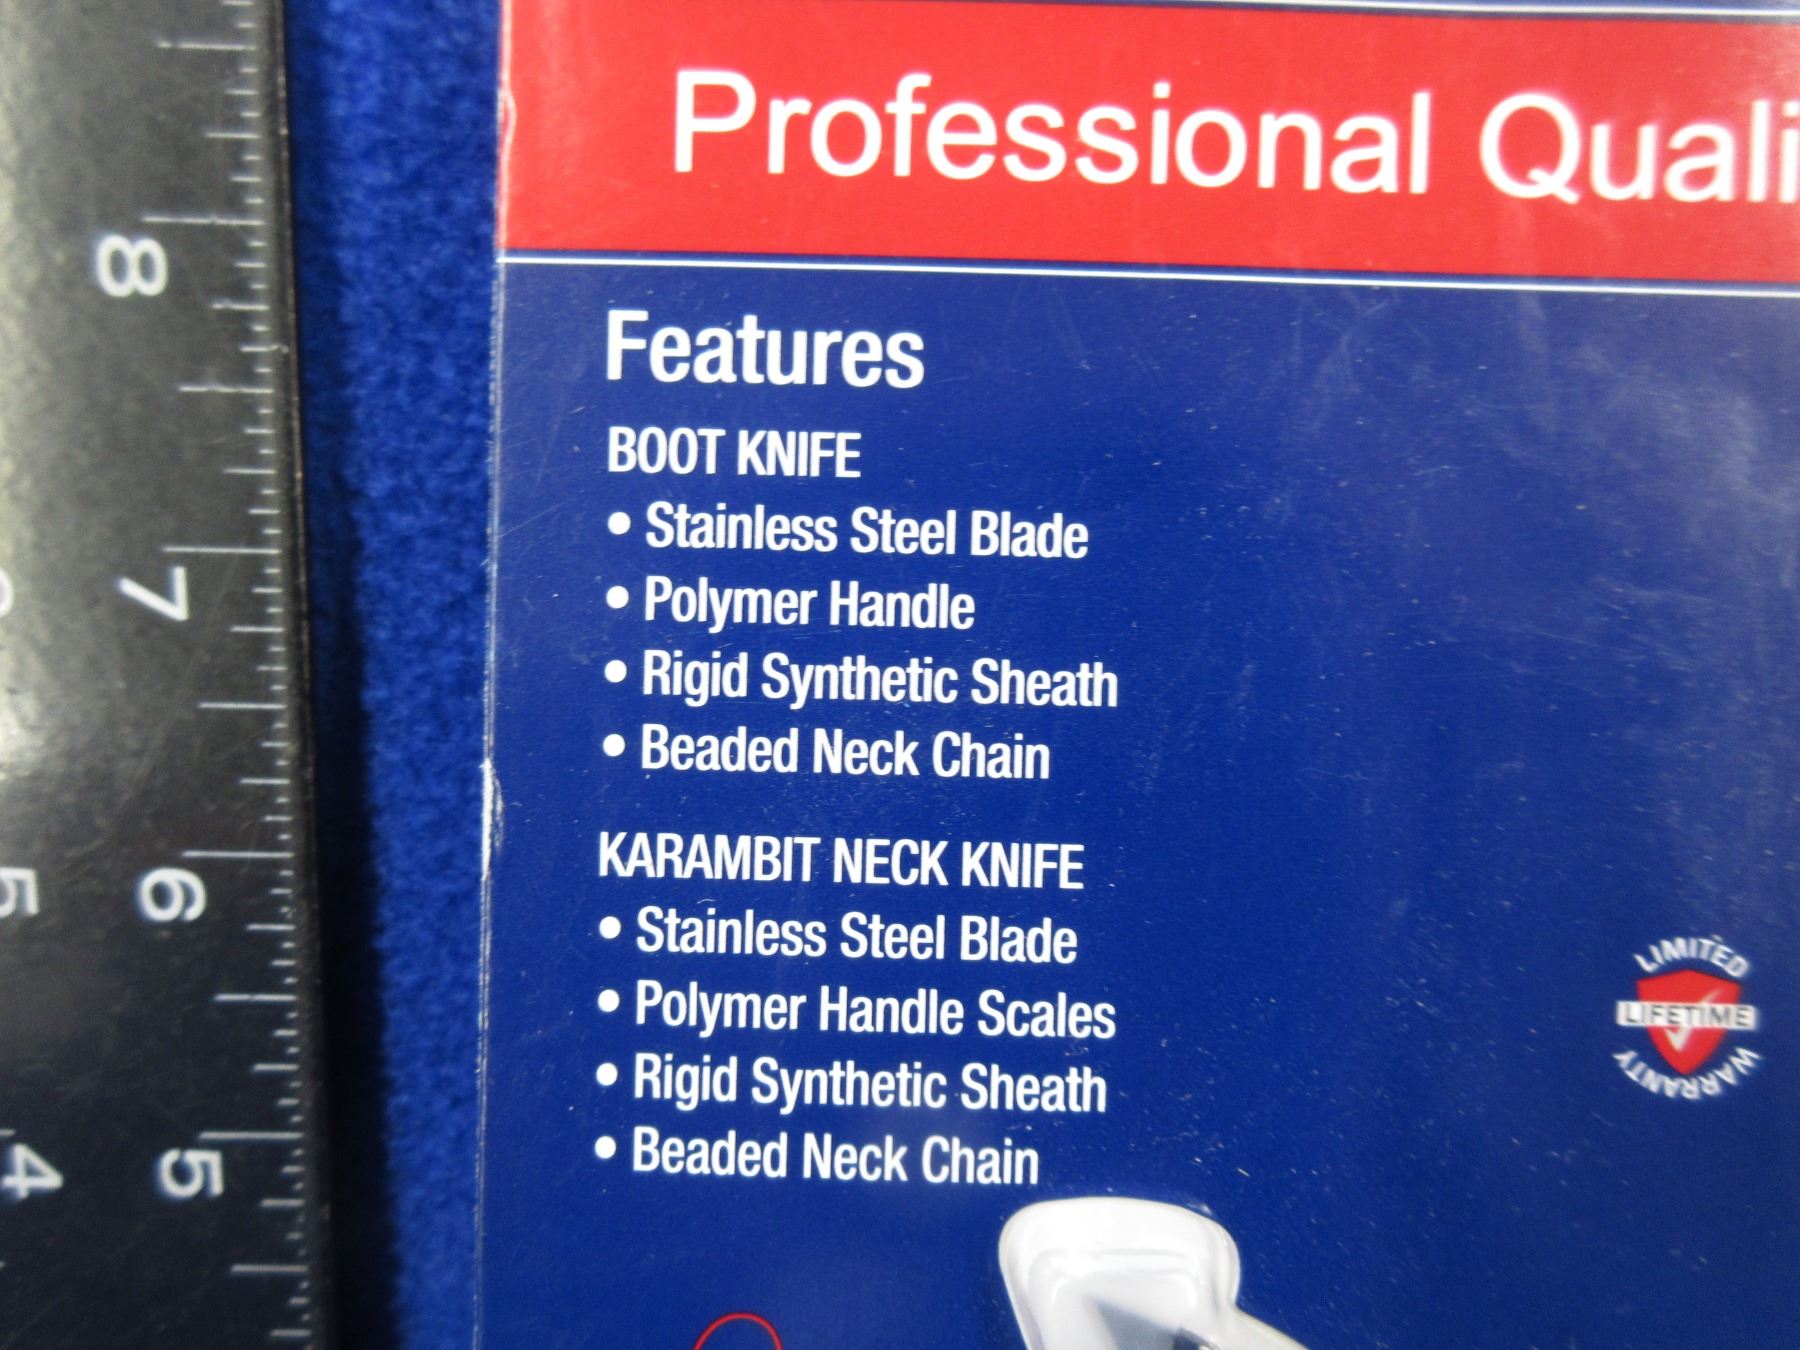 Professional Quali
Features
BOOT KNIFE
• Stainless Steel Blade
• Polymer Handle
• Rigid Synthetic Sheath
• Beaded Neck Chain
KARAMBIT NECK KNIFE
• Stainless Steel Blade
• Polymer Handle Scales
• Rigid Synthetic Sheath
• Beaded Neck Chain
LIMITED
LIFETIME
WARRANTY
8
7
6
5
5
4